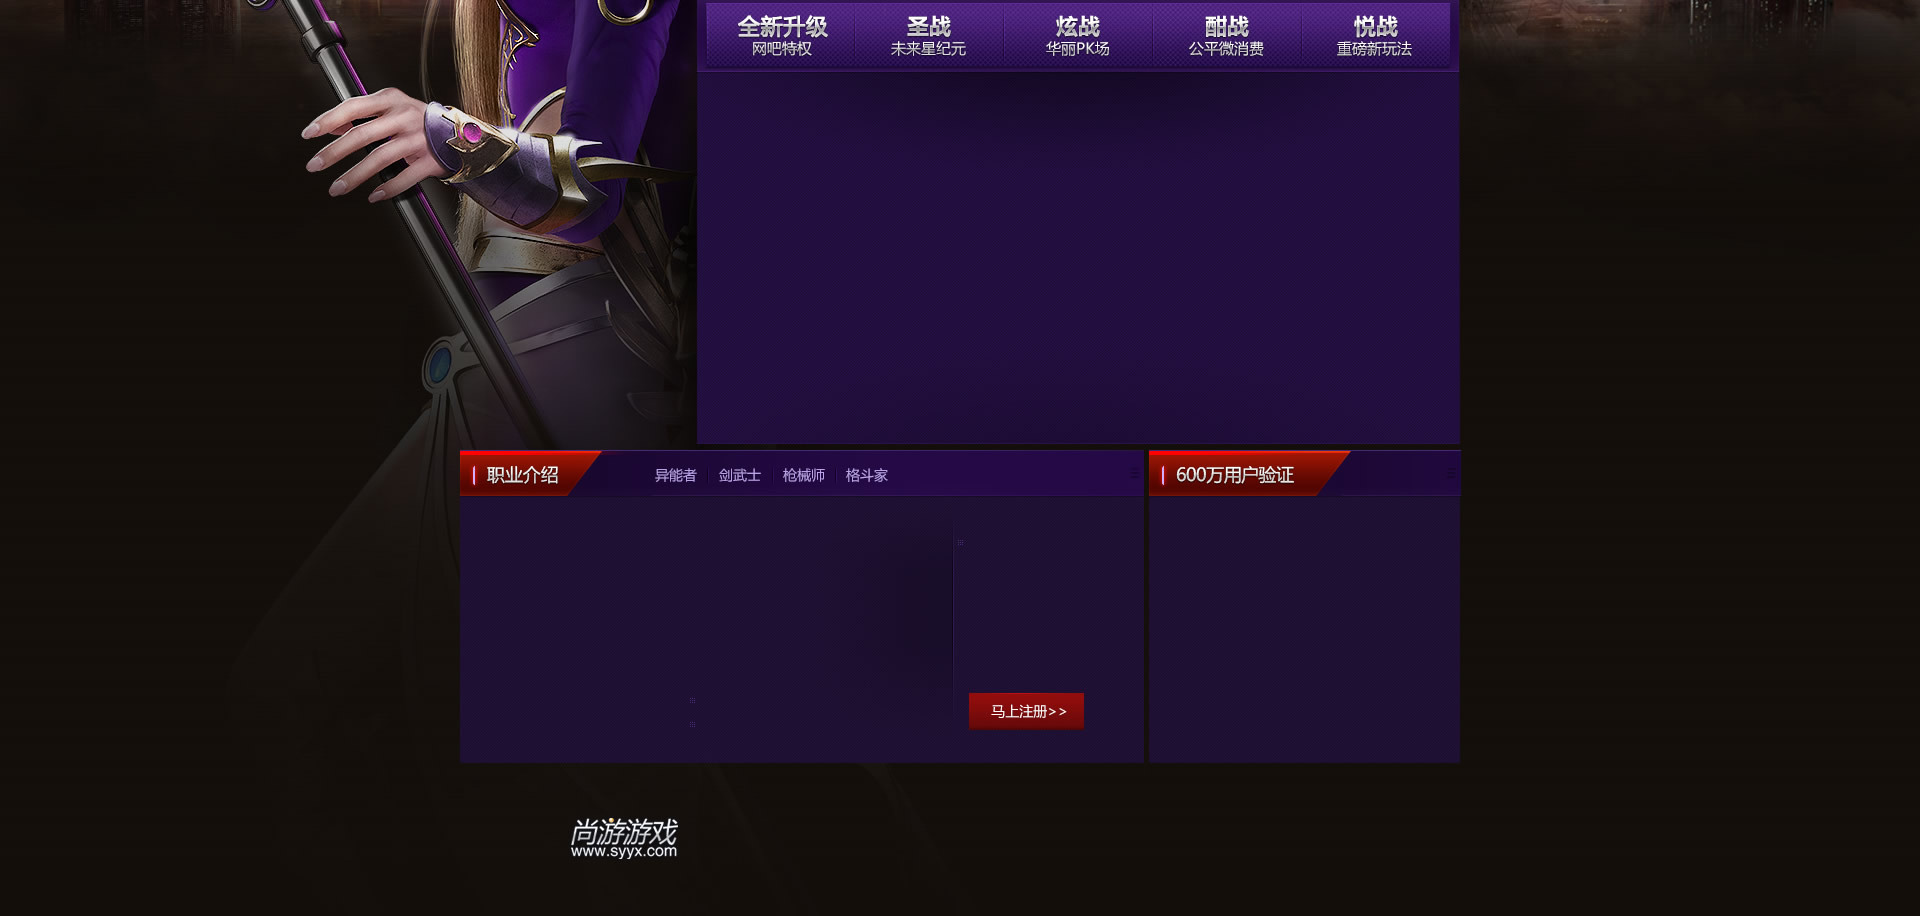 全新升级 圣战 炫战 酣战 悦战
网吧特权 未来星纪元 华丽PK场 公平微消费 重磅新玩法
职业介绍 异能者 剑武士 枪械师 格斗家 600万用户验证
马上注册>>
尚游游戏
www.syyx.com